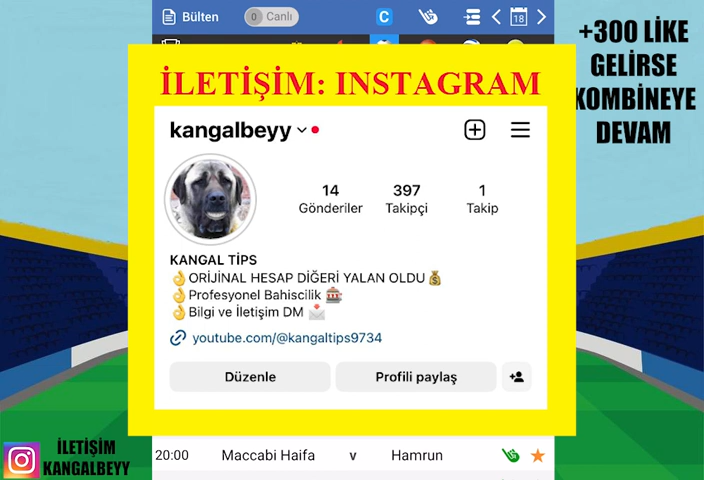 Bülten
0 Canlı
C
18
+300 LİKE
GELİRSE
KOMBİNEYE
DEVAM
İLETİŞİM: INSTAGRAM
kangalbeyy
14
Gönderiler
397
Takipçi
1
Takip
KANGAL TİPS
👌ORİJİNAL HESAP DİĞERİ YALAN OLDU💰
👌Profesyonel Bahiscilik🎰
👌Bilgi ve İletişim DM 📩
youtube.com/@kangaltips9734
Düzenle
Profili paylaş
20:00 Maccabi Haifa v Hamrun
İLETİŞİM
KANGALBEYY